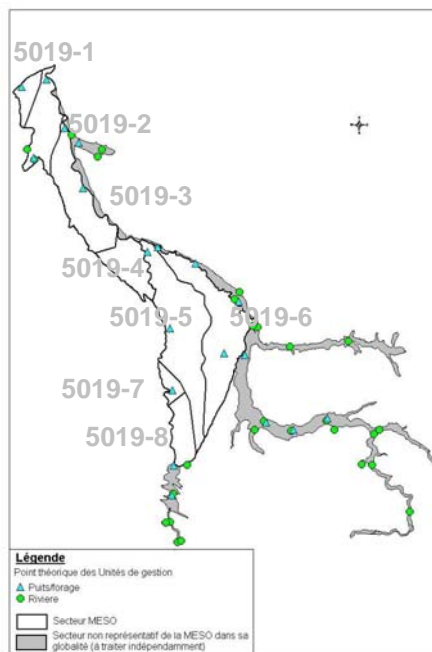 5019-1
5019-2
5019-3
5019-4
5019-5
5019-6
5019-7
5019-8
Légende
Point théorique des Unités de gestion
Puits/forage
Riviere
Secteur MESO
Secteur non représentatif de la MESO dans sa
globalité (à traiter indépendamment)